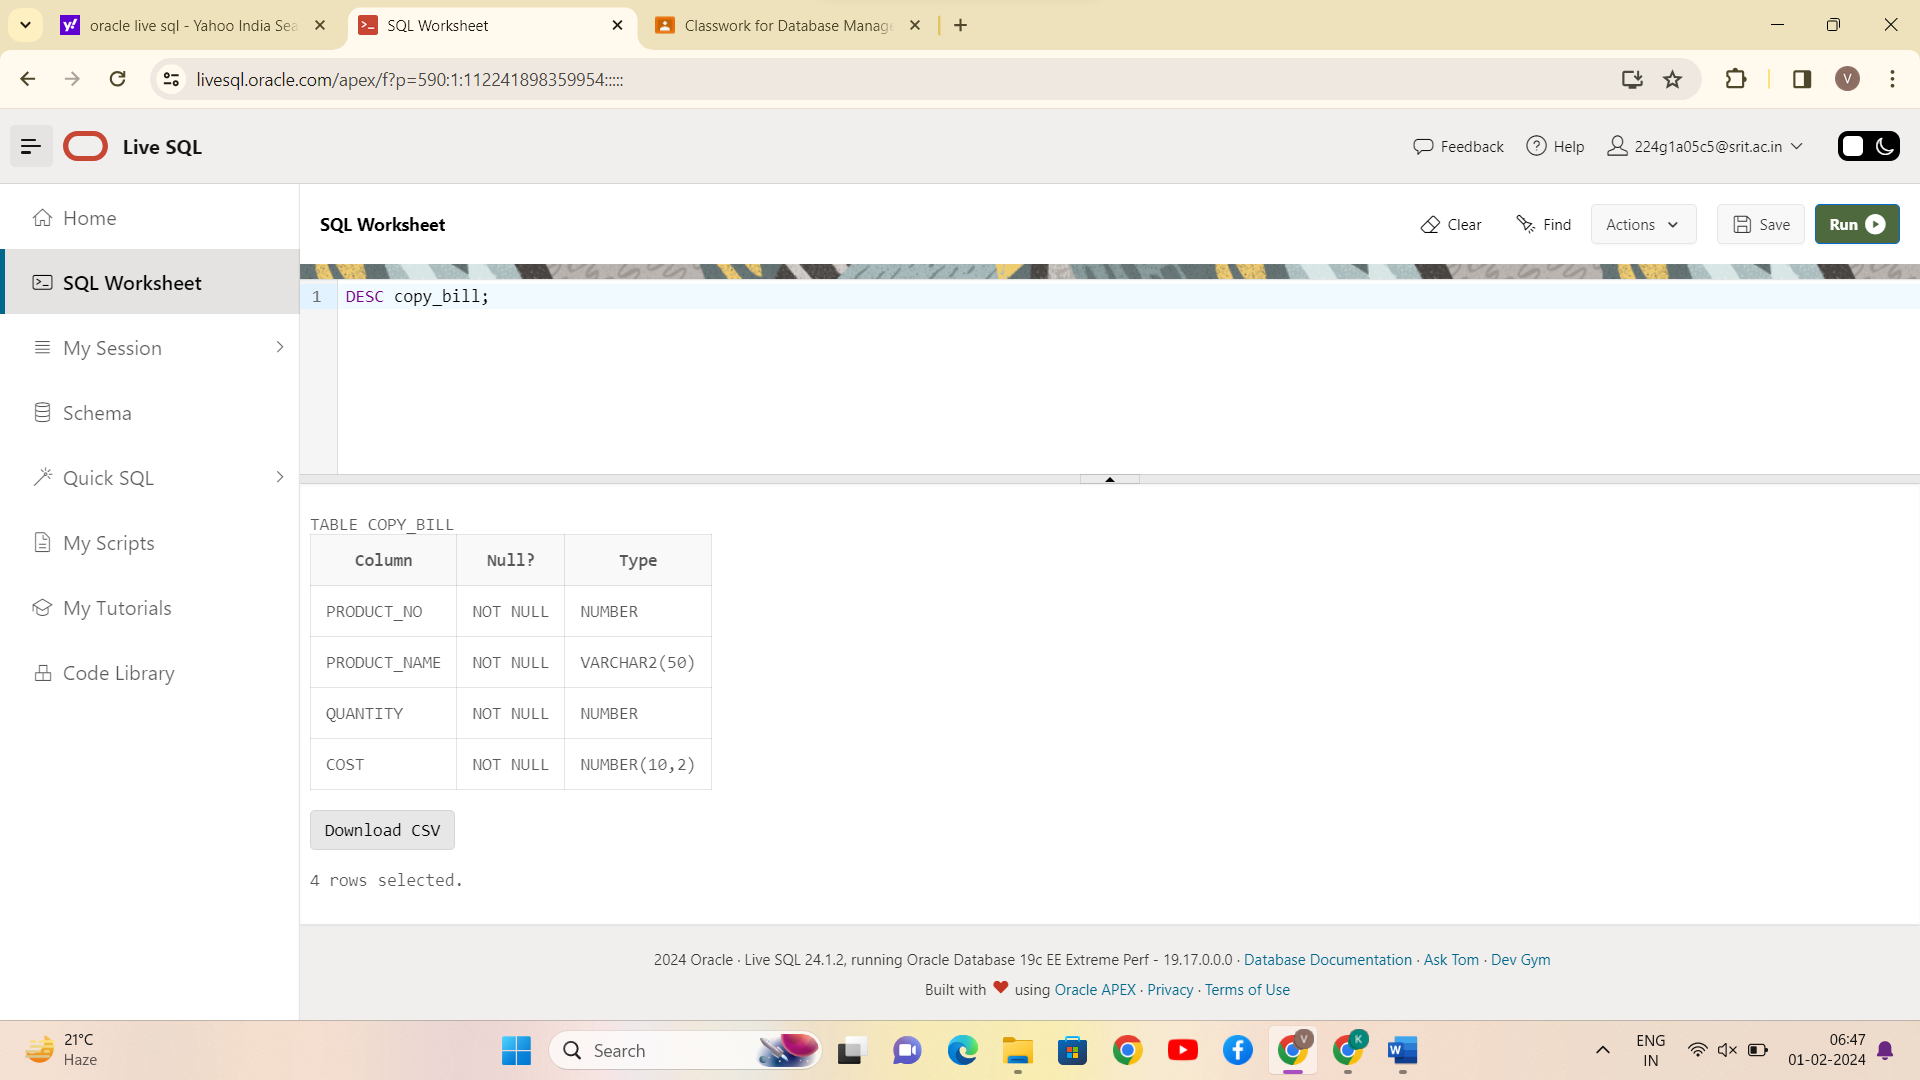 oracle live sql - Yahoo India Sea
SQL Worksheet
Classwork for Database Manage
livesql.oracle.com/apex/f?p=590:1:112241898359954:::::
V
Live SQL
Feedback
Help
224g1a05c5@srit.ac.in
Home
SQL Worksheet
My Session
Schema
Quick SQL
My Scripts
My Tutorials
Code Library
SQL Worksheet
Clear
Find
Actions
Save
Run
1 DESC copy_bill;
TABLE COPY_BILL
Column Null? Type
PRODUCT_NO NOT NULL NUMBER
PRODUCT_NAME NOT NULL VARCHAR2(50)
QUANTITY NOT NULL NUMBER
COST NOT NULL NUMBER(10,2)
Download CSV
4 rows selected.
2024 Oracle · Live SQL 24.1.2, running Oracle Database 19c EE Extreme Perf - 19.17.0.0.0 · Database Documentation · Ask Tom · Dev Gym
Built with ❤ using Oracle APEX · Privacy · Terms of Use
21°C
Haze
Search
V
K
W
ENG
IN
06:47
01-02-2024